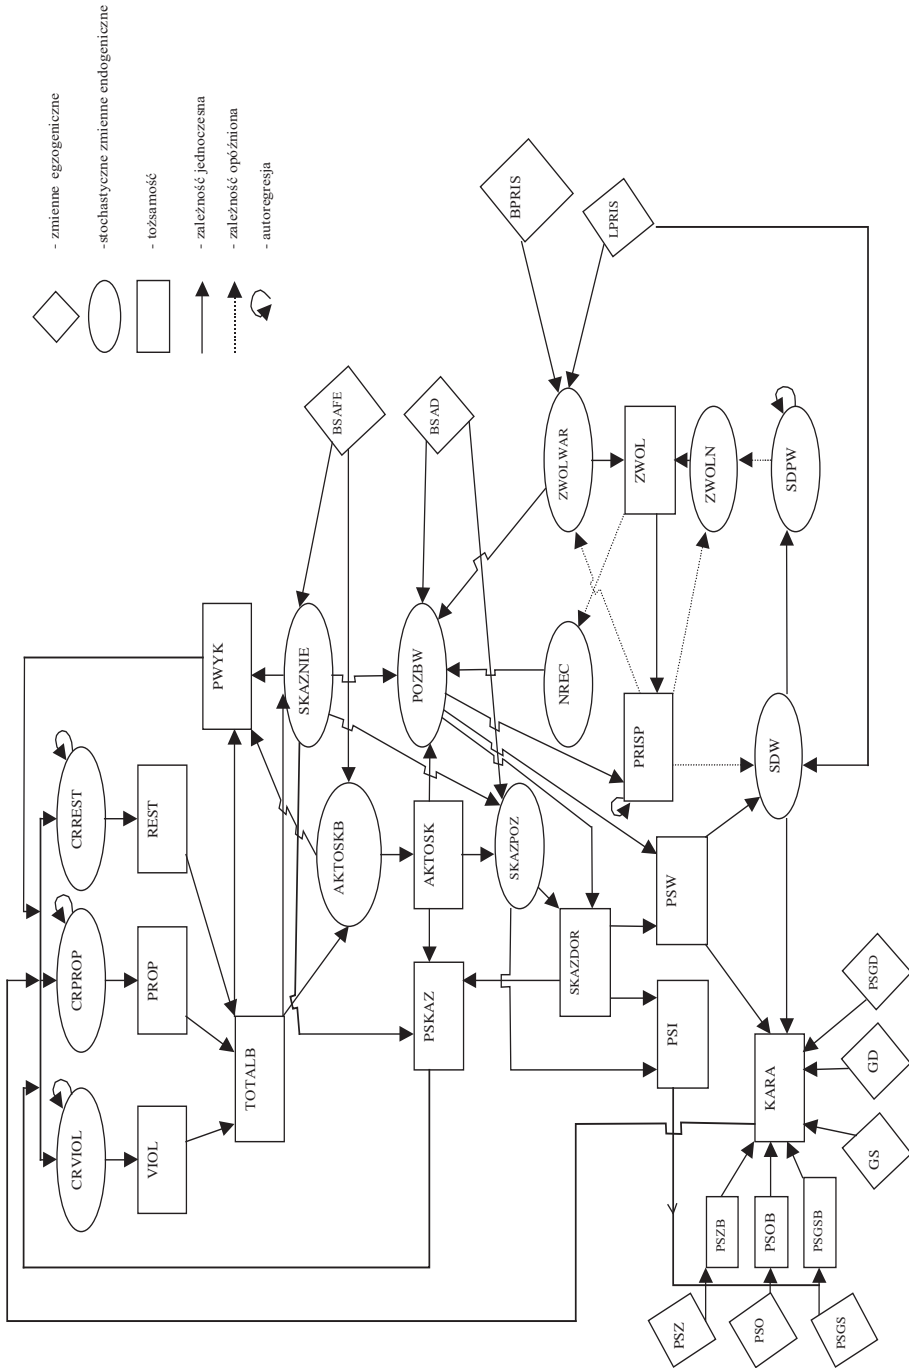 - zmienne egzogeniczne
- stochastyczne zmienne endogeniczne
- tożsamość
- zależność jednoczesna
- zależność opóźniona
- autoregresja
CRVIOL
CRPROP
CRREST
VIOL
PROP
REST
TOTALB
PWYK
SKAZNIE
BSAFE
AKTOSKB
PSKAZ
AKTOSK
POZBW
BSAD
SKAZPOZ
SKAZDOR
NREC
ZWOLWAR
BPRIS
LPRIS
PRISP
ZWOL
PSI
PSW
ZWOLN
SDW
SDPW
PSZB
PSOB
PSGSB
KARA
PSZ
PSO
PSGS
GS
GD
PSGD